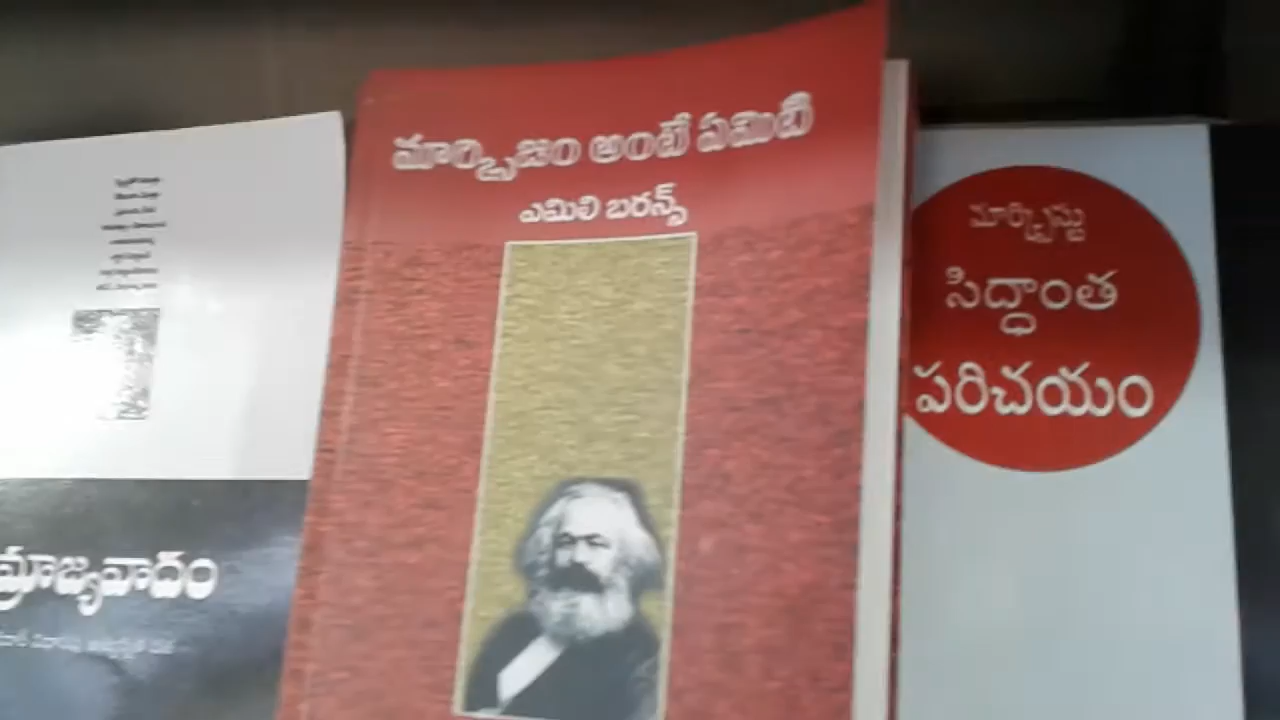 మార్క్సిజం అంటే ఏమిటి
ఎమిలి బరన్స్
మార్క్సిస్టు
సిద్ధాంత
పరిచయం
మ్రాజ్యవాదం